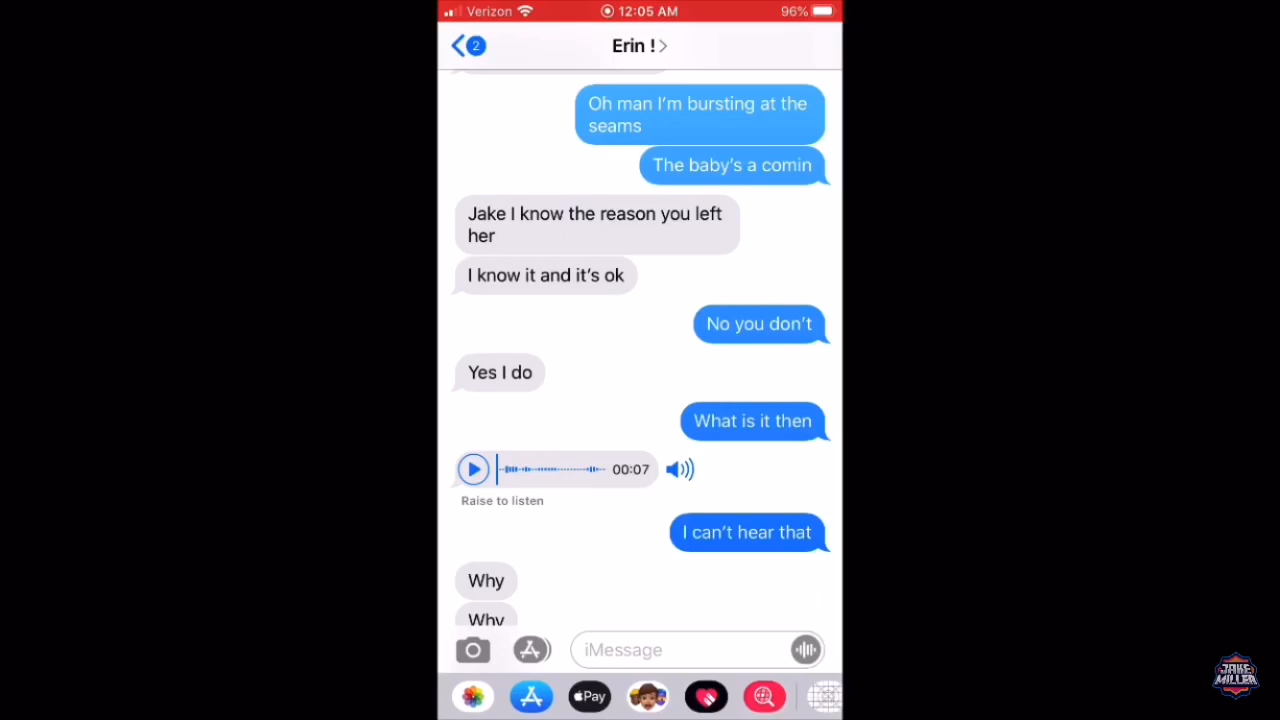 Verizon 12:05 AM 96%
2 Erin !
Oh man I'm bursting at the
seams
The baby's a comin
Jake I know the reason you left
her
I know it and it's ok
No you don't
Yes I do
What is it then
00:07
Raise to listen
I can't hear that
Why
Why
iMessage
Pay
JAKE
MILLER